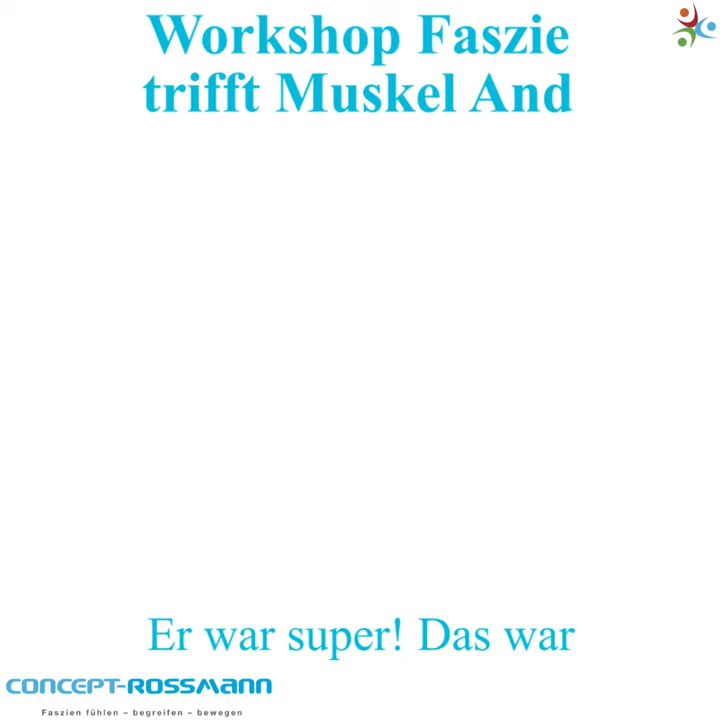 Workshop Faszie
trifft Muskel And
Er war super! Das war
CONCEPT-ROSSMANN
Faszien fühlen – begreifen – bewegen